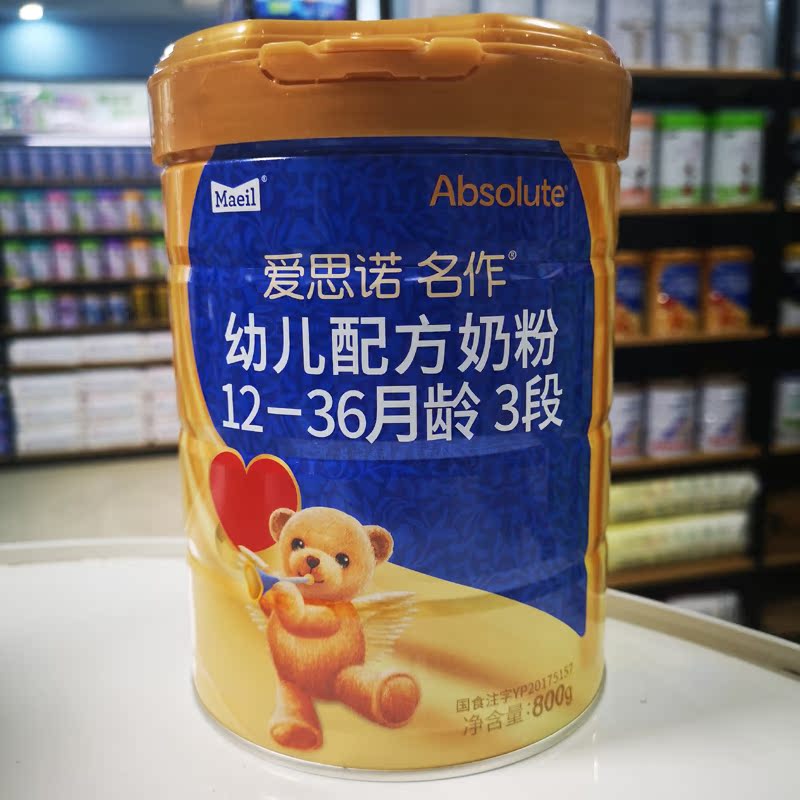 Maeil®
Absolute®
爱思诺 名作®
幼儿配方奶粉
12-36月龄 3段
国食注字YP20175157
净含量:800g